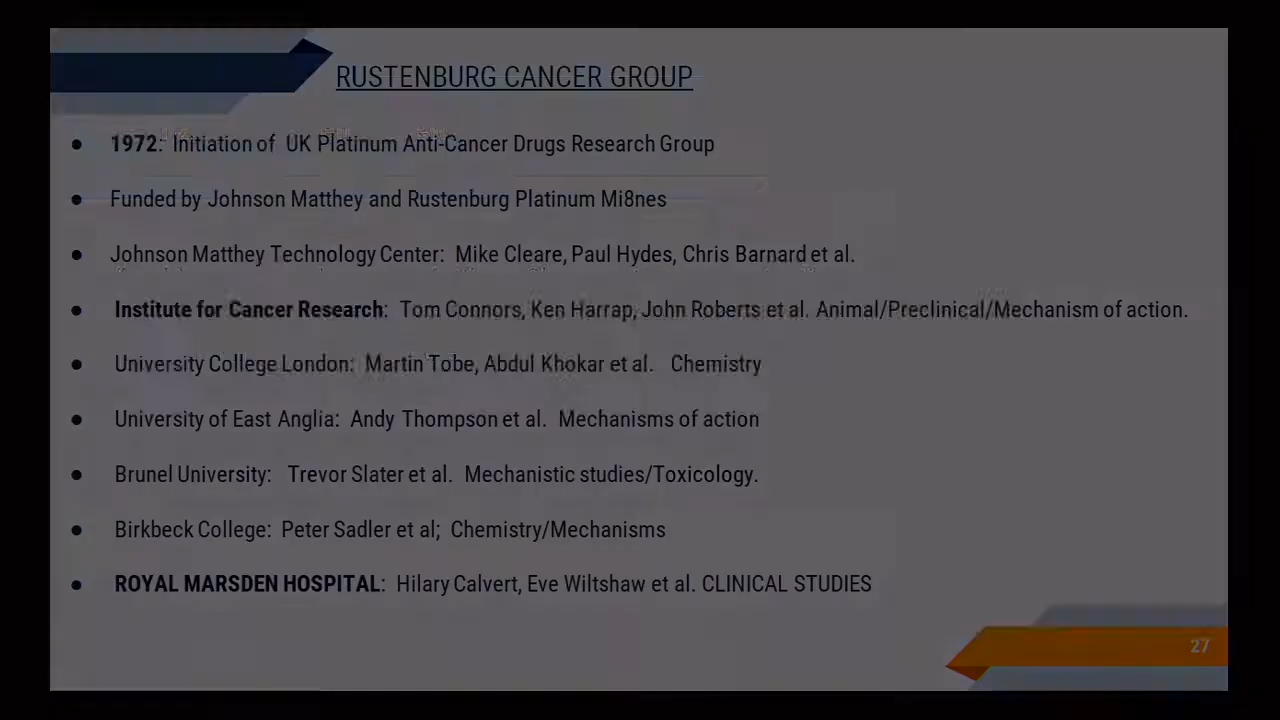 RUSTENBURG CANCER GROUP
● 1972: Initiation of UK Platinum Anti-Cancer Drugs Research Group
● Funded by Johnson Matthey and Rustenburg Platinum Mi8nes
● Johnson Matthey Technology Center: Mike Cleare, Paul Hydes, Chris Barnard et al.
● Institute for Cancer Research: Tom Connors, Ken Harrap, John Roberts et al. Animal/Preclinical/Mechanism of action.
● University College London: Martin Tobe, Abdul Khokar et al. Chemistry
● University of East Anglia: Andy Thompson et al. Mechanisms of action
● Brunel University: Trevor Slater et al. Mechanistic studies/Toxicology.
● Birkbeck College: Peter Sadler et al; Chemistry/Mechanisms
● ROYAL MARSDEN HOSPITAL: Hilary Calvert, Eve Wiltshaw et al. CLINICAL STUDIES
27